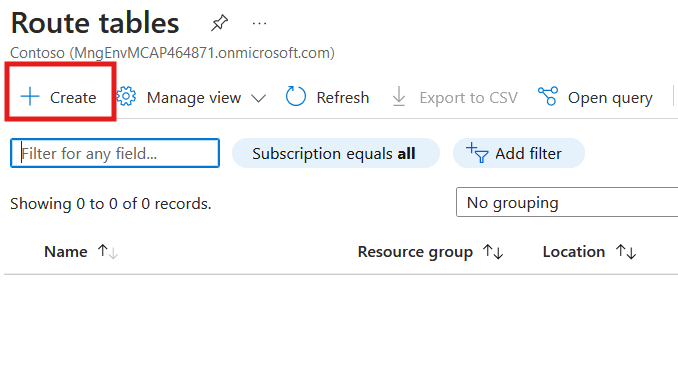 Route tables
Contoso (MngEnvMCAP464871.onmicrosoft.com)
Create Manage view Refresh Export to CSV Open query
Filter for any field... Subscription equals all Add filter
Showing 0 to 0 of 0 records. No grouping
Name Resource group Location